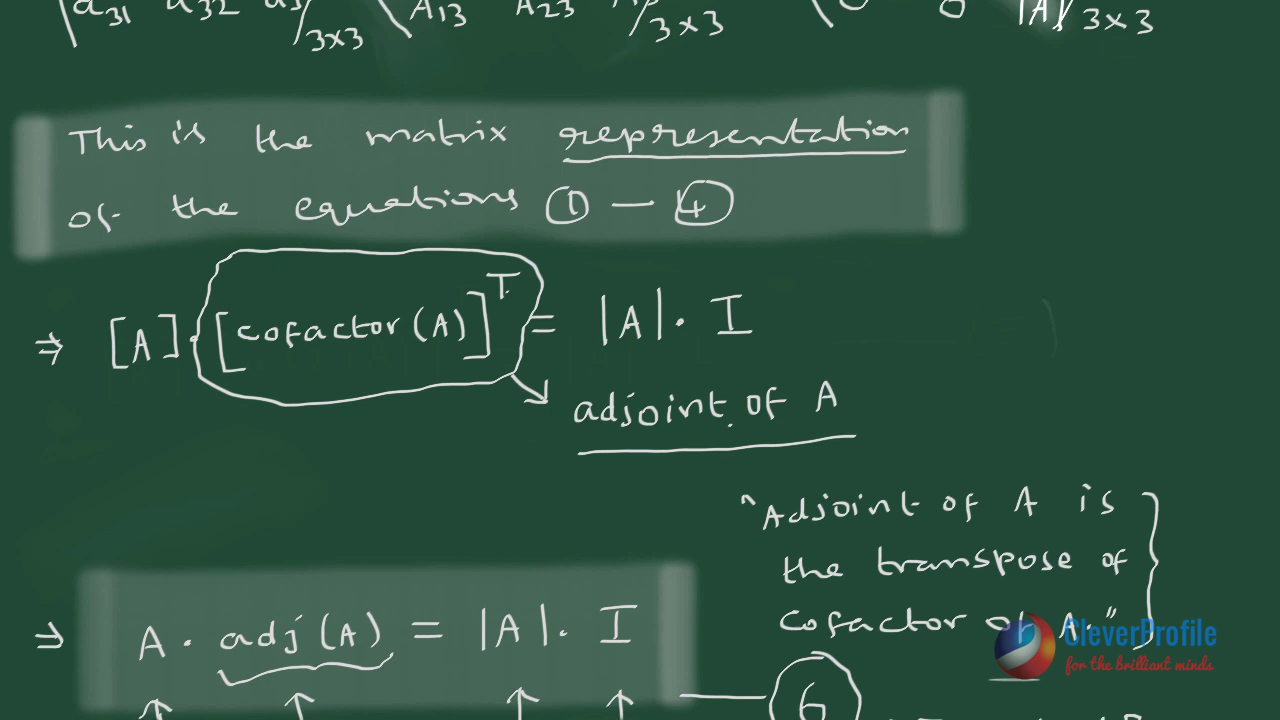 a31 a32 3x3 A13 A23 3x3 |A| 3x3
This is the matrix representation
of the equations ① — ④
⇒ [A]·[cofactor(A)]ᵀ = |A|· I
adjoint of A
"Adjoint of A is
the transpose of
cofactor of A."
⇒ A · adj(A) = |A|· I
6
CleverProfile
for the brilliant minds